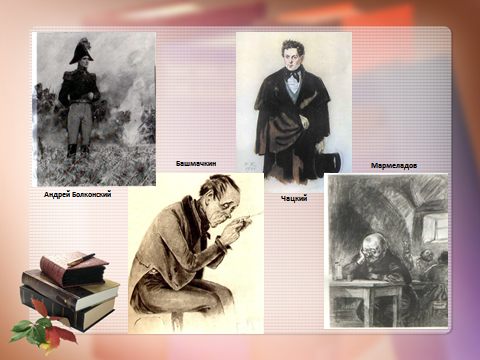 Башмачкин
Мармеладов
Андрей Болконский
Чацкий